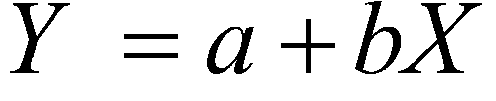 Y = a + bX